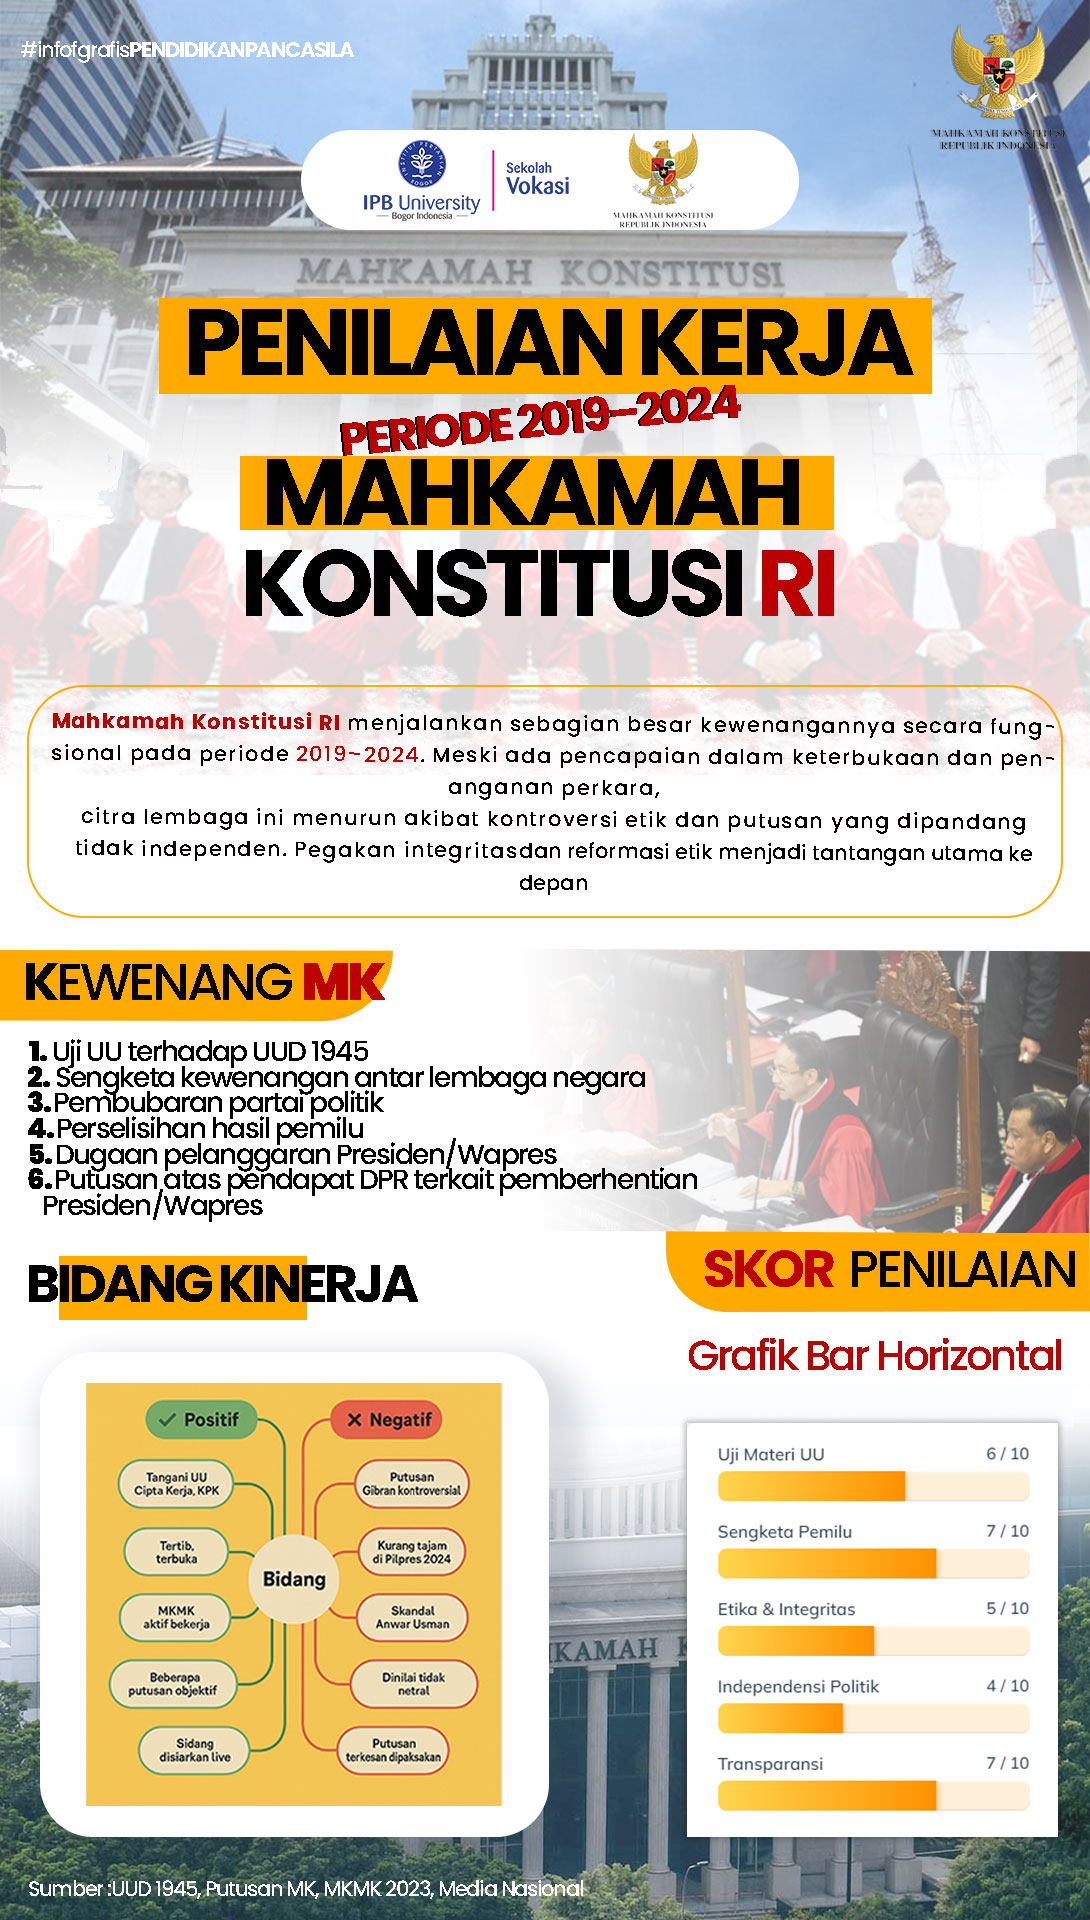 #infofgrafisPENDIDIKANPANCASILA
MAHKAMAH KONSTITUSI
REPUBLIK INDONESIA
INSTITUT PERTANIAN BOGOR
IPB University
Bogor Indonesia
Sekolah
Vokasi
MAHKAMAH KONSTITUSI
REPUBLIK INDONESIA
MAHKAMAH KONSTITUSI
PENILAIAN KERJA
PERIODE 2019–2024
MAHKAMAH
KONSTITUSI RI
Mahkamah Konstitusi RI menjalankan sebagian besar kewenangannya secara fung-
sional pada periode 2019–2024. Meski ada pencapaian dalam keterbukaan dan pen-
anganan perkara,
citra lembaga ini menurun akibat kontroversi etik dan putusan yang dipandang
tidak independen. Pegakan integritasdan reformasi etik menjadi tantangan utama ke
depan
KEWENANG MK
1. Uji UU terhadap UUD 1945
2. Sengketa kewenangan antar lembaga negara
3. Pembubaran partai politik
4. Perselisihan hasil pemilu
5. Dugaan pelanggaran Presiden/Wapres
6. Putusan atas pendapat DPR terkait pemberhentian
Presiden/Wapres
BIDANG KINERJA
✓ Positif
Tangani UU
Cipta Kerja, KPK
Tertib,
terbuka
MKMK
aktif bekerja
Beberapa
putusan objektif
Sidang
disiarkan live
Bidang
✕ Negatif
Putusan
Gibran kontroversial
Kurang tajam
di Pilpres 2024
Skandal
Anwar Usman
Dinilai tidak
netral
Putusan
terkesan dipaksakan
SKOR PENILAIAN
Grafik Bar Horizontal
Uji Materi UU 6 / 10
Sengketa Pemilu 7 / 10
Etika & Integritas 5 / 10
Independensi Politik 4 / 10
Transparansi 7 / 10
KAMAH K
Sumber :UUD 1945, Putusan MK, MKMK 2023, Media Nasional